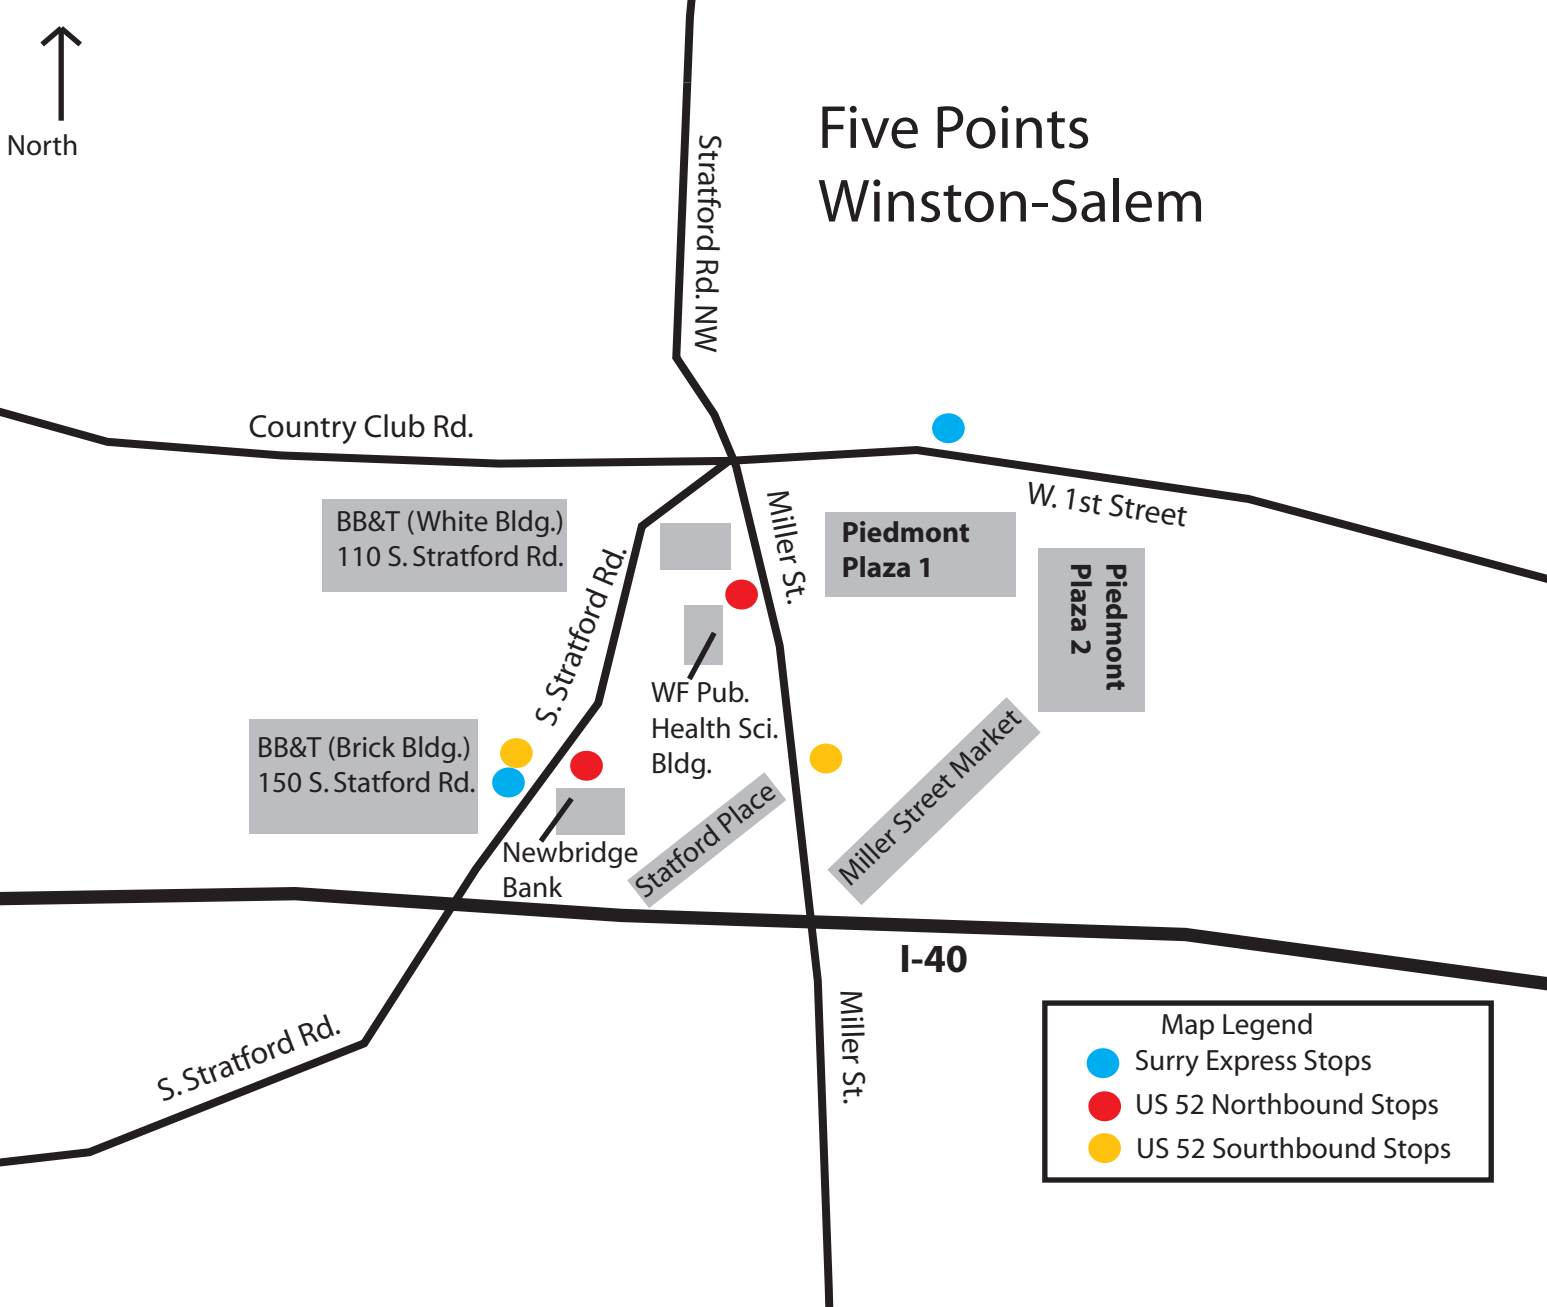 North
Five Points
Winston-Salem
Stratford Rd. NW
Country Club Rd.
W. 1st Street
BB&T (White Bldg.)
110 S. Stratford Rd.
Miller St.
Piedmont
Plaza 1
Piedmont
Plaza 2
S. Stratford Rd.
WF Pub.
Health Sci.
Bldg.
BB&T (Brick Bldg.)
150 S. Statford Rd.
Newbridge
Bank
Statford Place
Miller Street Market
I-40
S. Stratford Rd.
Miller St.
Map Legend
Surry Express Stops
US 52 Northbound Stops
US 52 Sourthbound Stops